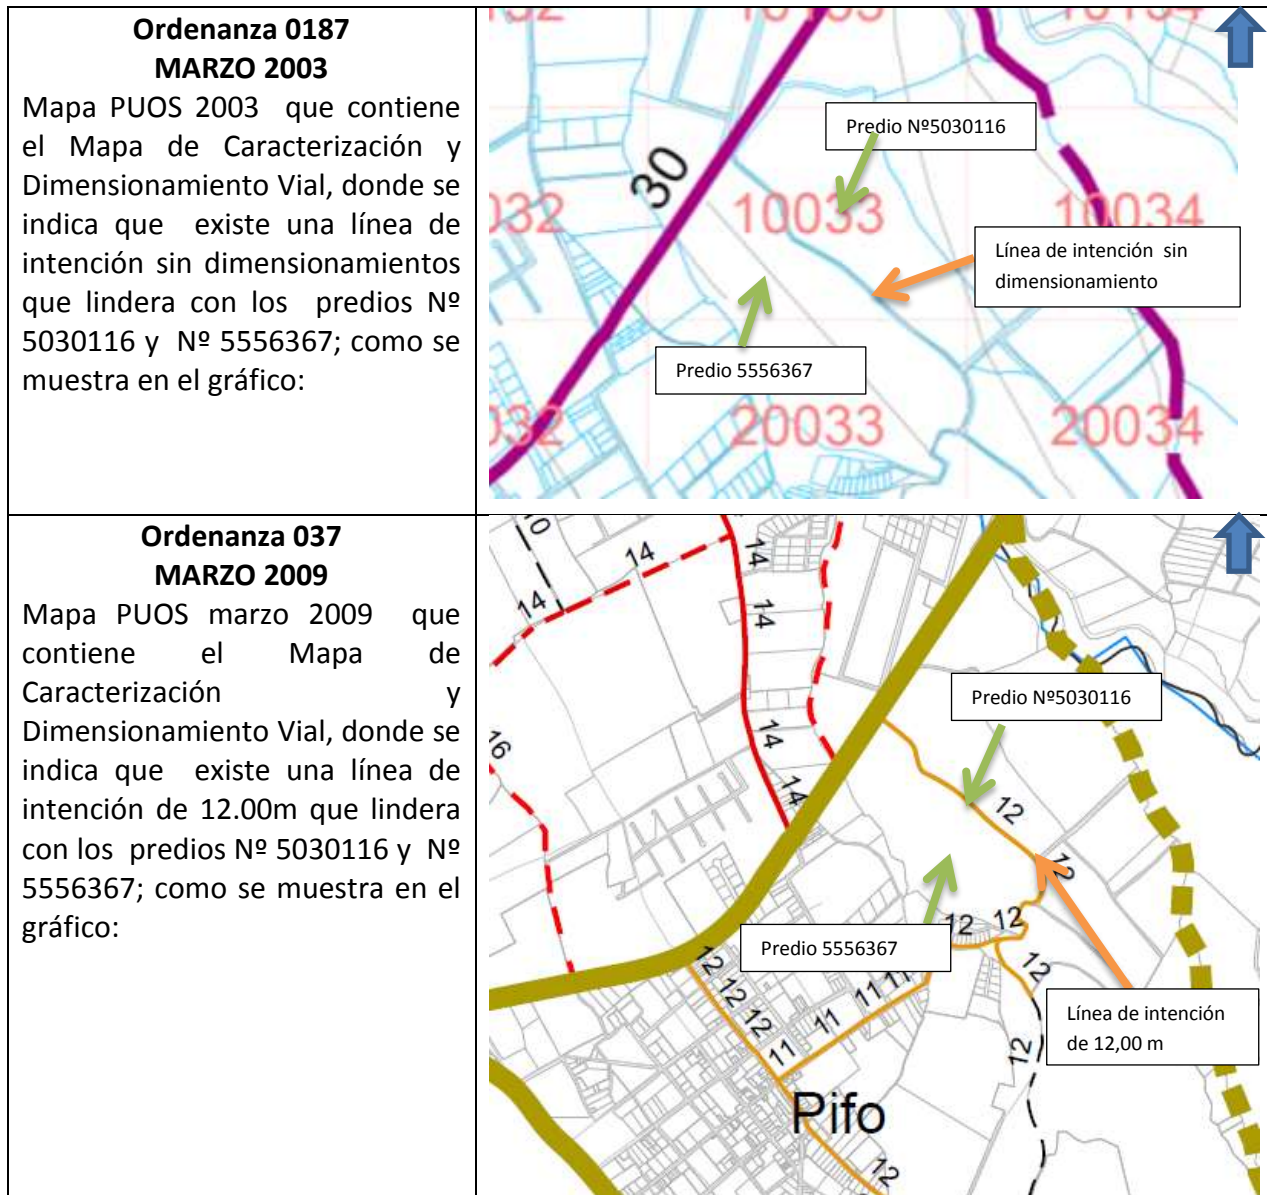 Ordenanza 0187
MARZO 2003
Mapa PUOS 2003 que contiene
el Mapa de Caracterización y
Dimensionamiento Vial, donde se
indica que existe una línea de
intención sin dimensionamientos
que lindera con los predios Nº
5030116 y Nº 5556367; como se
muestra en el gráfico:
Predio Nº5030116
30
10033
10034
Línea de intención sin
dimensionamiento
Predio 5556367
20033
20034
Ordenanza 037
MARZO 2009
Mapa PUOS marzo 2009 que
contiene el Mapa de
Caracterización y
Dimensionamiento Vial, donde se
indica que existe una línea de
intención de 12.00m que lindera
con los predios Nº 5030116 y Nº
5556367; como se muestra en el
gráfico:
10
14
14
14
14
14
14
16
Predio Nº5030116
12
12
12
12
Predio 5556367
12
12
12
12
11
11
11
11
12
Línea de intención
de 12,00 m
Pifo
12